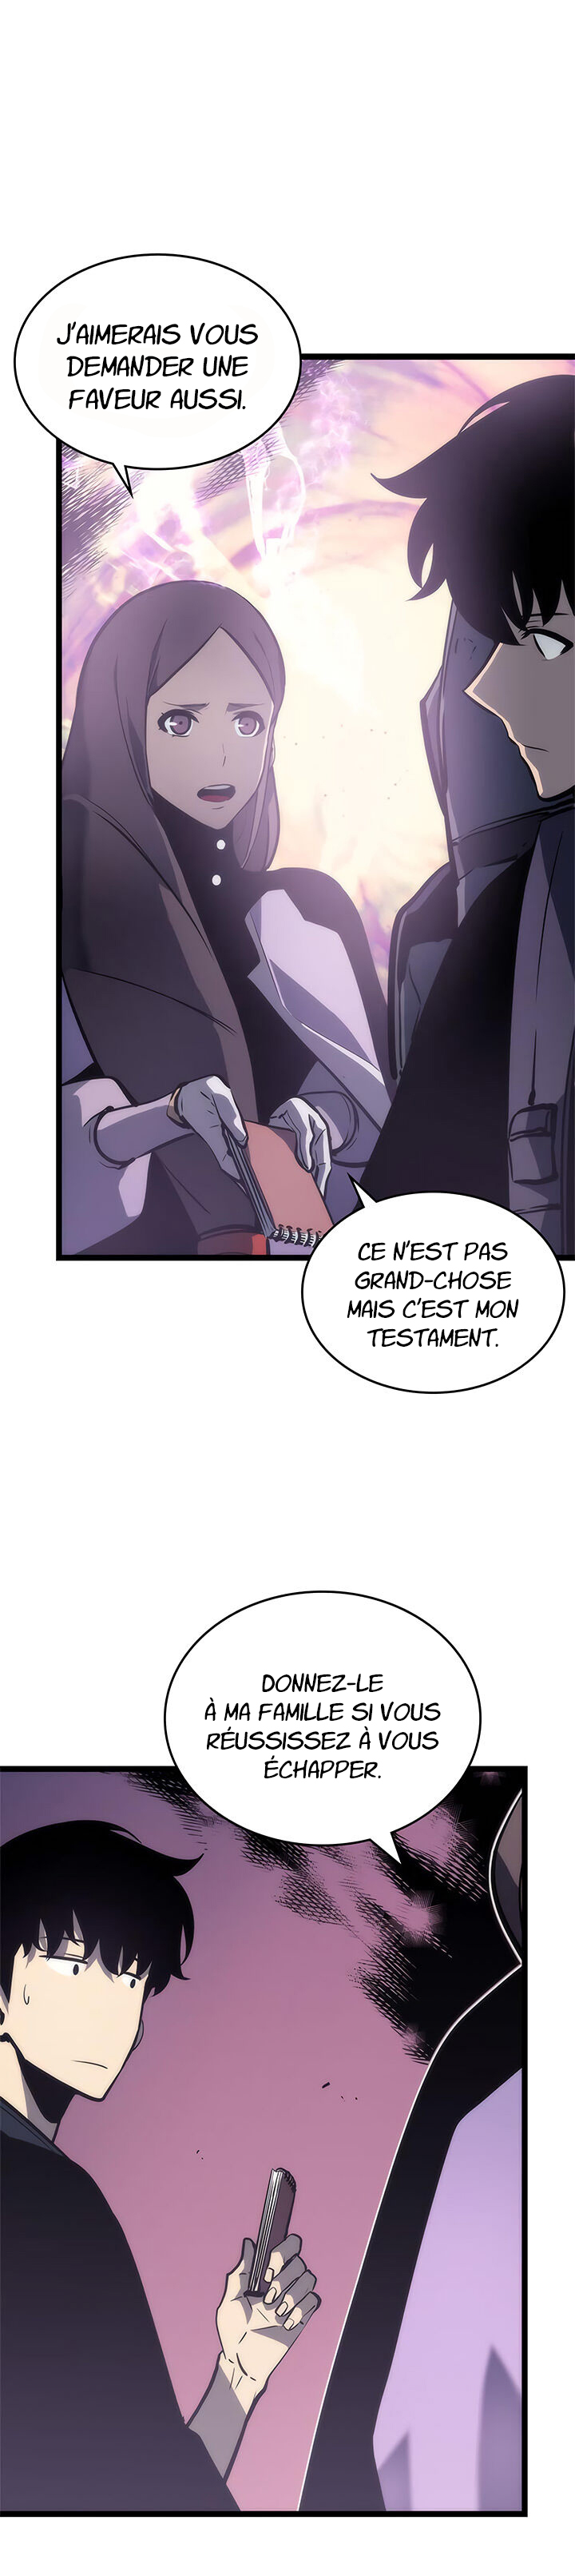 J'AIMERAIS VOUS
DEMANDER UNE
FAVEUR AUSSI.
CE N'EST PAS
GRAND-CHOSE
MAIS C'EST MON
TESTAMENT.
DONNEZ-LE
À MA FAMILLE SI VOUS
RÉUSSISSEZ À VOUS
ÉCHAPPER.